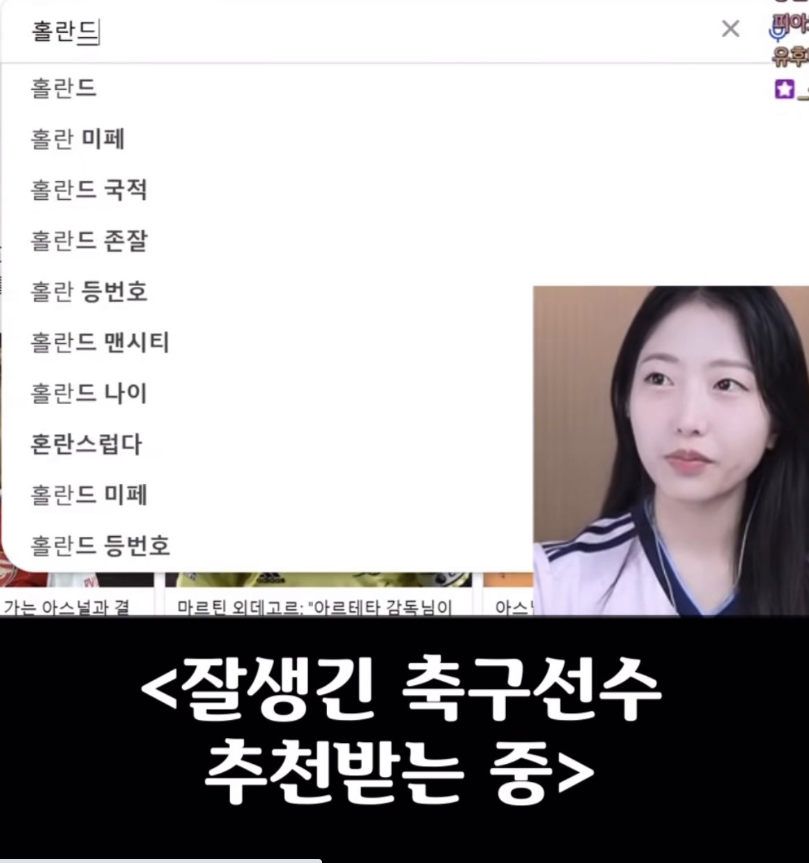 홀란드
홀란드
홀란 미페
홀란드 국적
홀란드 존잘
홀란 등번호
홀란드 맨시티
홀란드 나이
혼란스럽다
홀란드 미페
홀란드 등번호
가는 아스널과 결
마르틴 외데고르: "아르테타 감독님이
<잘생긴 축구선수
추천받는 중>